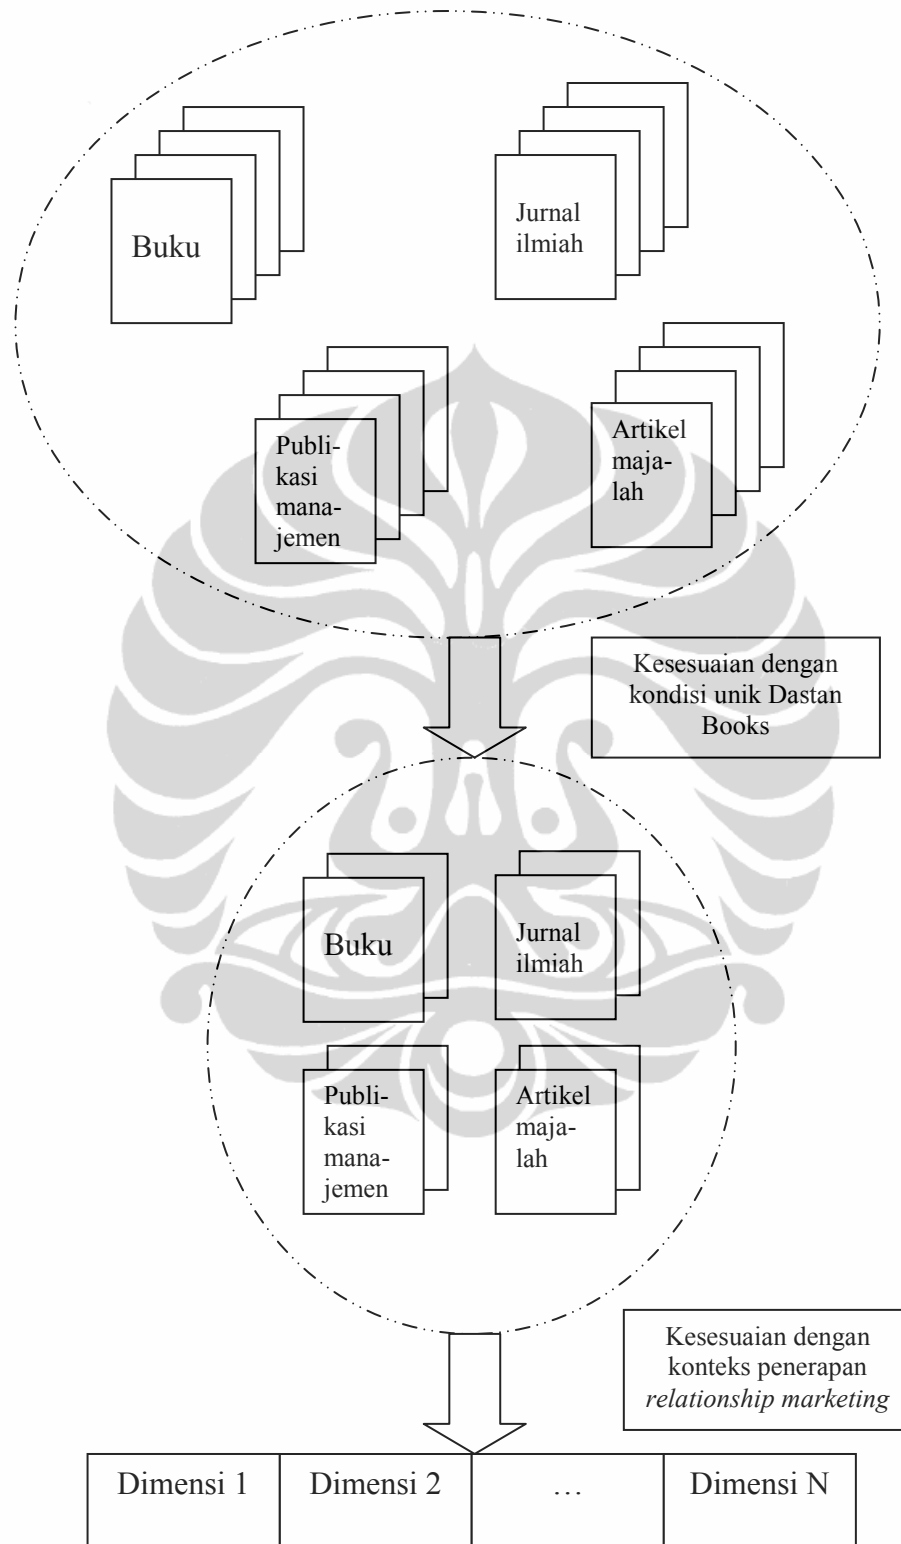 Buku
Jurnal
ilmiah
Publi-
kasi
mana-
jemen
Artikel
maja-
lah
Kesesuaian dengan
kondisi unik Dastan
Books
Buku
Jurnal
ilmiah
Publi-
kasi
mana-
jemen
Artikel
maja-
lah
Kesesuaian dengan
konteks penerapan
relationship marketing
Dimensi 1
Dimensi 2
…
Dimensi N